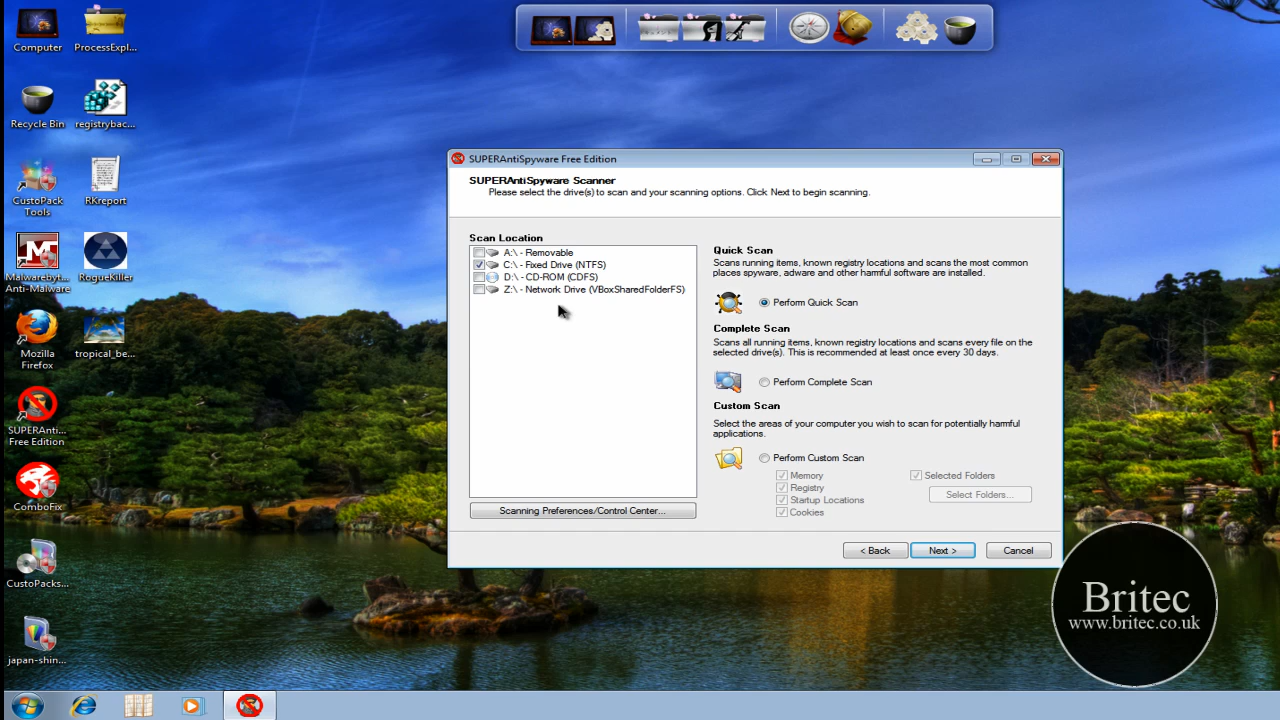 Computer
ProcessExpl...
Recycle Bin
registrybac...
CustoPack
Tools
RKreport
Malwarebyt...
Anti-Malware
RogueKiller
Mozilla
Firefox
tropical_be...
SUPERAnti...
Free Edition
ComboFix
CustoPacks...
japan-shin...
SUPERAntiSpyware Free Edition
SUPERAntiSpyware Scanner
Please select the drive(s) to scan and your scanning options. Click Next to begin scanning.
Scan Location
A:\ - Removable
C:\ - Fixed Drive (NTFS)
D:\ - CD-ROM (CDFS)
Z:\ - Network Drive (VBoxSharedFolderFS)
Scanning Preferences/Control Center...
Quick Scan
Scans running items, known registry locations and scans the most common
places spyware, adware and other harmful software are installed.
Perform Quick Scan
Complete Scan
Scans all running items, known registry locations and scans every file on the
selected drive(s). This is recommended at least once every 30 days.
Perform Complete Scan
Custom Scan
Select the areas of your computer you wish to scan for potentially harmful
applications.
Perform Custom Scan
Memory
Registry
Startup Locations
Cookies
Selected Folders
Select Folders...
< Back
Next >
Cancel
Britec
www.britec.co.uk